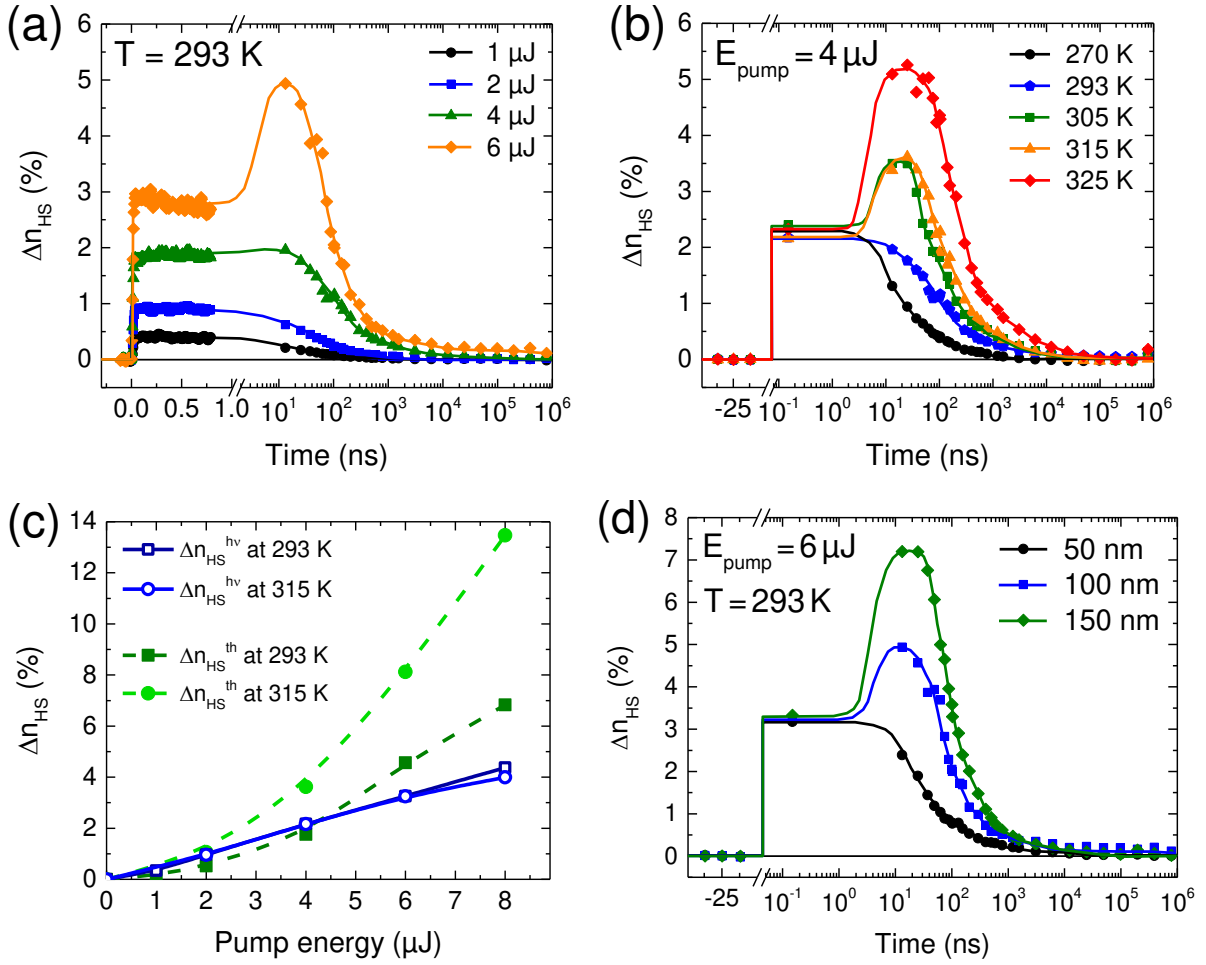 (a)
T = 293 K
1 µJ
2 µJ
4 µJ
6 µJ
6
5
4
3
2
1
0
Δn_HS (%)
0.0 0.5 1.0 10^1 10^2 10^3 10^4 10^5 10^6
Time (ns)
(b)
E_pump = 4 µJ
270 K
293 K
305 K
315 K
325 K
6
5
4
3
2
1
0
Δn_HS (%)
-25 10^-1 10^0 10^1 10^2 10^3 10^4 10^5 10^6
Time (ns)
(c)
Δn_HS^hν at 293 K
Δn_HS^hν at 315 K
Δn_HS^th at 293 K
Δn_HS^th at 315 K
14
12
10
8
6
4
2
0
Δn_HS (%)
0 1 2 3 4 5 6 7 8
Pump energy (µJ)
(d)
E_pump = 6 µJ
T = 293 K
50 nm
100 nm
150 nm
8
7
6
5
4
3
2
1
0
Δn_HS (%)
-25 10^-1 10^0 10^1 10^2 10^3 10^4 10^5 10^6
Time (ns)